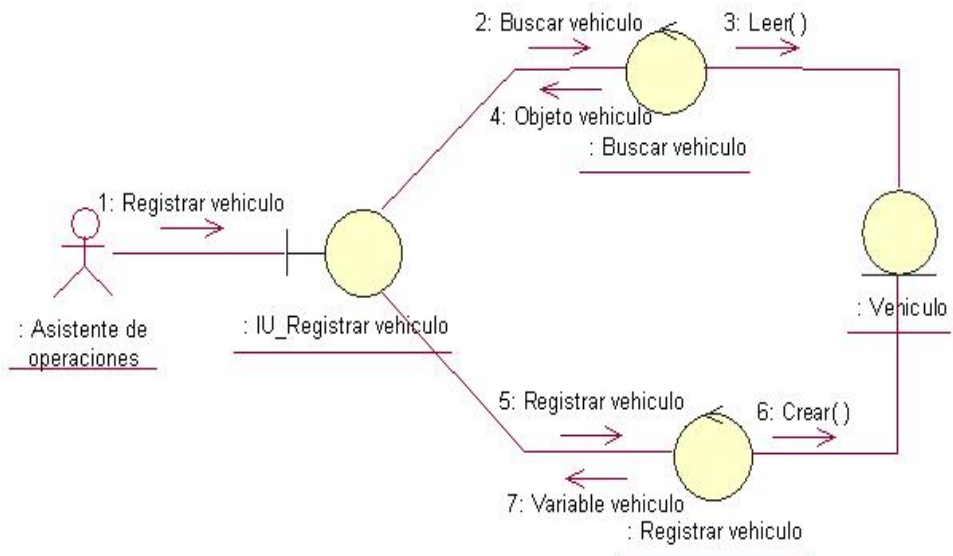 2: Buscar vehiculo
3: Leer( )
4: Objeto vehiculo
: Buscar vehiculo
1: Registrar vehiculo
: Asistente de
operaciones
: IU_Registrar vehiculo
: Vehiculo
5: Registrar vehiculo
6: Crear( )
7: Variable vehiculo
: Registrar vehiculo